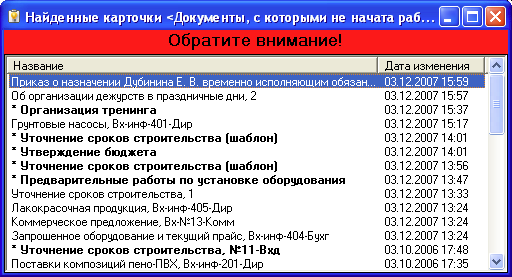 Найденные карточки <Документы, с которыми не начата раб...
Обратите внимание!
Название Дата изменения
Приказ о назначении Дубинина Е. В. временно исполняющим обязан... 03.12.2007 15:59
Об организации дежурств в праздничные дни, 2 03.12.2007 15:57
* Организация тренинга 03.12.2007 15:37
Грунтовые насосы, Вх-инф-401-Дир 03.12.2007 15:17
* Уточнение сроков строительства (шаблон) 03.12.2007 14:01
* Утверждение бюджета 03.12.2007 14:01
* Уточнение сроков строительства (шаблон) 03.12.2007 13:56
* Предварительные работы по установке оборудования 03.12.2007 13:47
Уточнение сроков строительства, 1 03.12.2007 13:33
Лакокрасочная продукция, Вх-инф-405-Дир 03.12.2007 13:24
Коммерческое предложение, Вх-№13-Комм 03.12.2007 13:24
Запрошенное оборудование и текущий прайс, Вх-инф-404-Бухг 03.12.2007 13:33
* Уточнение сроков строительства, №11-Вхд 03.10.2006 17:48
Поставки композиций пено-ПВХ, Вх-инф-201-Дир 03.10.2006 17:35